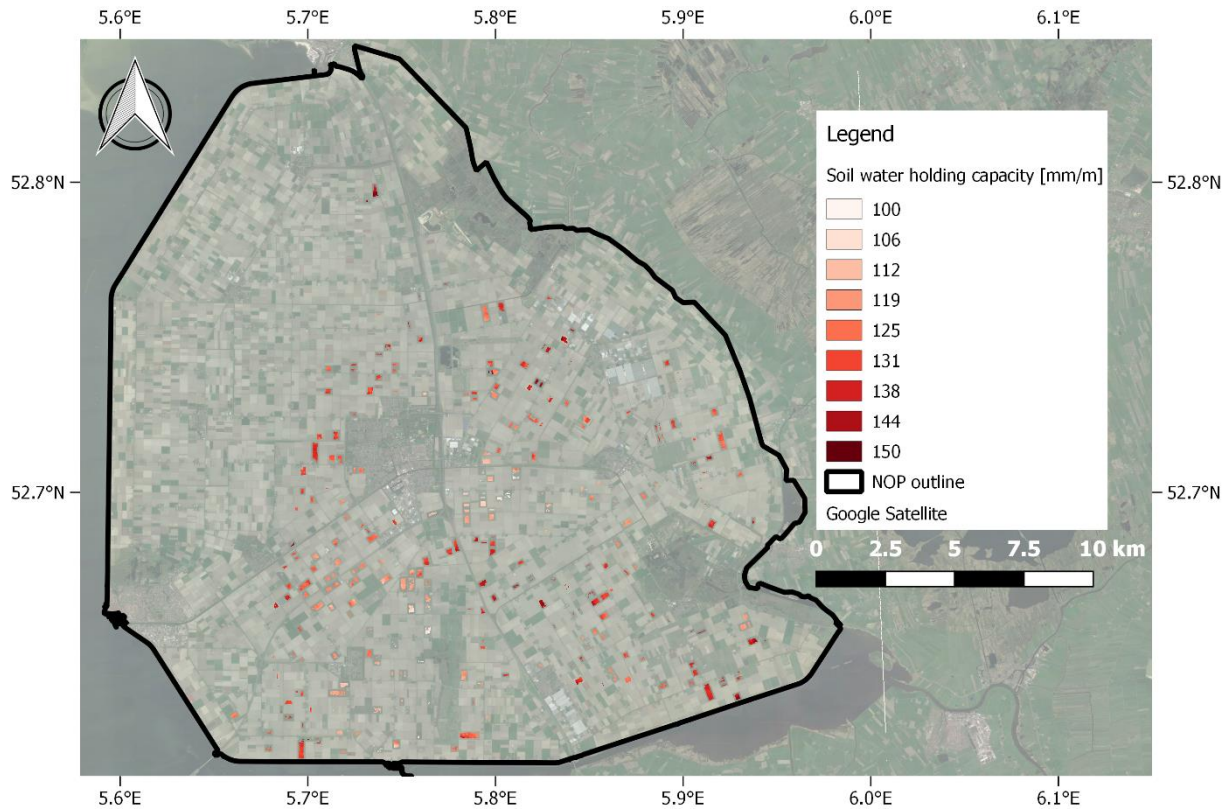 5.6°E 5.7°E 5.8°E 5.9°E 6.0°E 6.1°E
Legend
Soil water holding capacity [mm/m]
52.8°N 52.8°N
100
106
112
119
125
131
138
144
150
NOP outline
52.7°N 52.7°N
Google Satellite
0 2.5 5 7.5 10 km
5.6°E 5.7°E 5.8°E 5.9°E 6.0°E 6.1°E